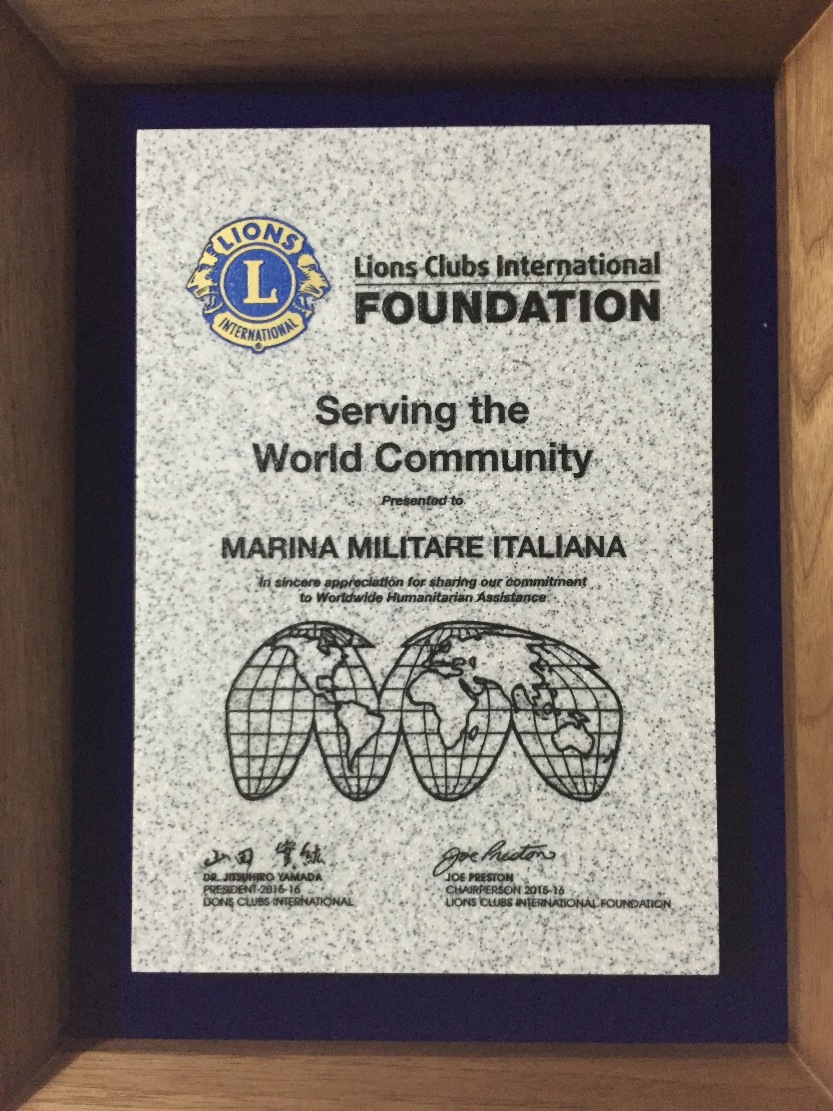 LIONS
L
INTERNATIONAL
®
Lions Clubs International
FOUNDATION
Serving the
World Community
Presented to
MARINA MILITARE ITALIANA
In sincere appreciation for sharing our commitment
to Worldwide Humanitarian Assistance
山田 實紘
Joe Preston
DR. JITSUHIRO YAMADA
JOE PRESTON
PRESIDENT 2015-16
CHAIRPERSON 2015-16
LIONS CLUBS INTERNATIONAL
LIONS CLUBS INTERNATIONAL FOUNDATION